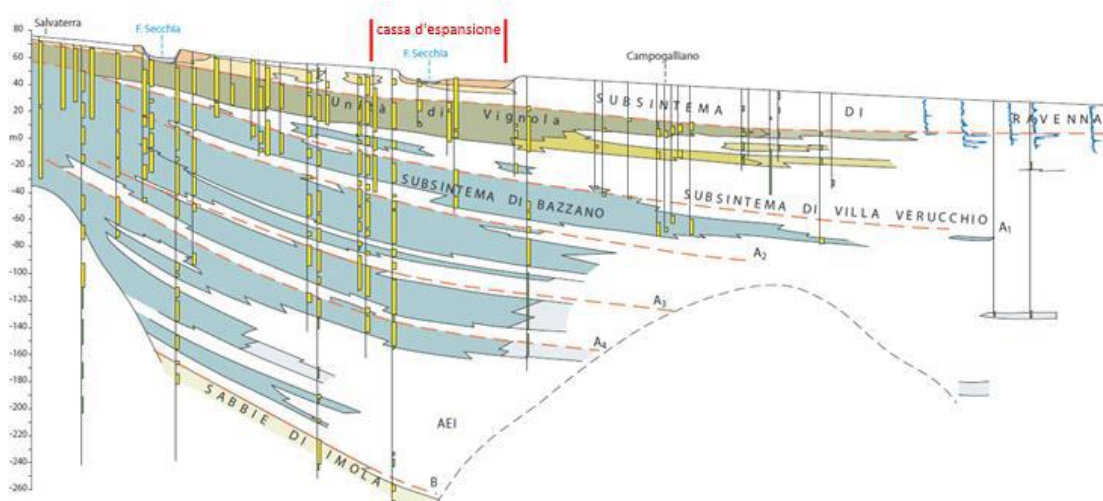 cassa d'espansione
Salvaterra
F. Secchia
F. Secchia
Campogalliano
80
60
40
20
m0
-20
-40
-60
-80
-100
-120
-140
-160
-180
-200
-220
-240
-260
SUBSINTEMA DI RAVENNA
Unità di Vignola
SUBSINTEMA DI BAZZANO
SUBSINTEMA DI VILLA VERUCCHIO
A1
A2
A3
A4
AEI
SABBIE DI IMOLA
B